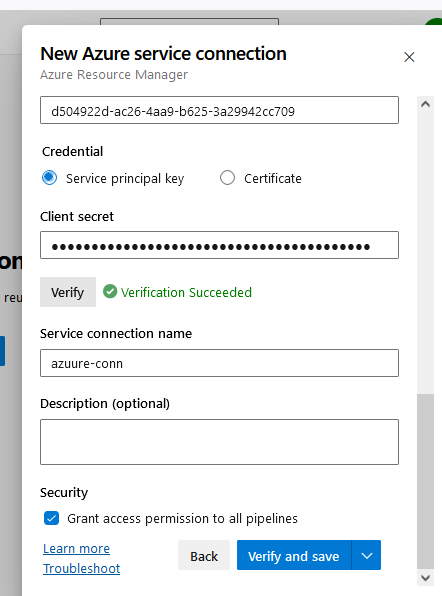 New Azure service connection
Azure Resource Manager
d504922d-ac26-4aa9-b625-3a29942cc709
Credential
Service principal key
Certificate
Client secret
••••••••••••••••••••••••••••••••••••••••
Verify
Verification Succeeded
Service connection name
azuure-conn
Description (optional)
Security
Grant access permission to all pipelines
Learn more
Troubleshoot
Back
Verify and save
on
reu